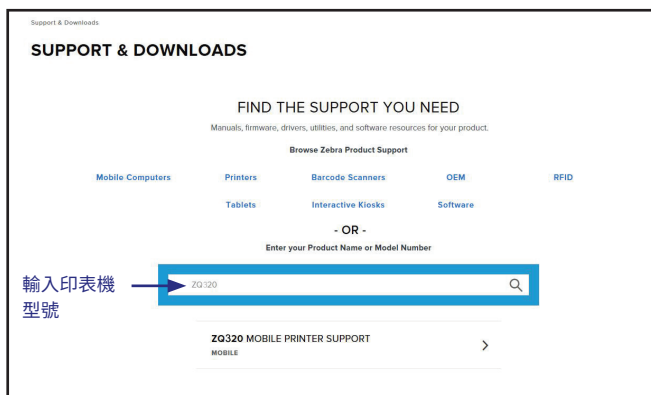 Support & Downloads
SUPPORT & DOWNLOADS
FIND THE SUPPORT YOU NEED
Manuals, firmware, drivers, utilities, and software resources for your product.
Browse Zebra Product Support
Mobile Computers Printers Barcode Scanners OEM RFID
Tablets Interactive Kiosks Software
- OR -
Enter your Product Name or Model Number
輸入印表機
型號
ZQ320
ZQ320 MOBILE PRINTER SUPPORT
MOBILE